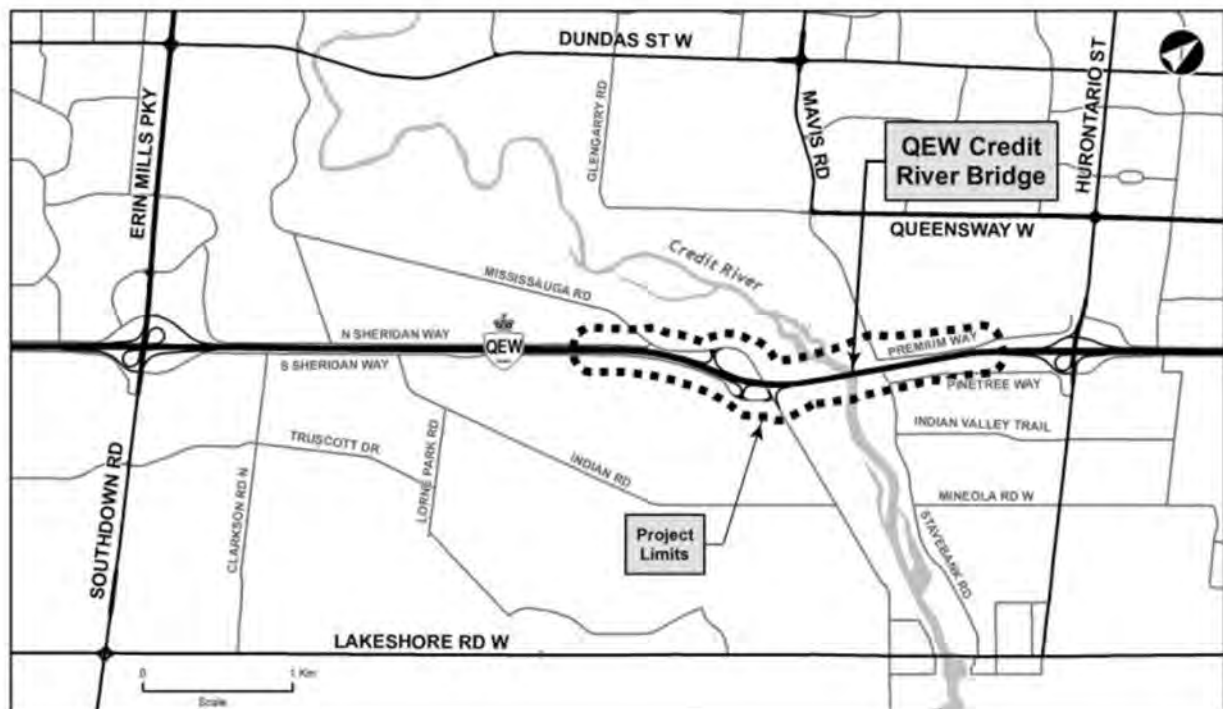 DUNDAS ST W
ERIN MILLS PKY
GLENGARRY RD
MAVIS RD
HURONTARIO ST
QEW Credit
River Bridge
QUEENSWAY W
Credit River
MISSISSAUGA RD
N SHERIDAN WAY
QEW
PREMIUM WAY
S SHERIDAN WAY
PINETREE WAY
INDIAN VALLEY TRAIL
TRUSCOTT DR
LORNE PARK RD
INDIAN RD
MINEOLA RD W
SOUTHDOWN RD
CLARKSON RD N
Project
Limits
STAVEBANK RD
LAKESHORE RD W
0
1 Km
Scale